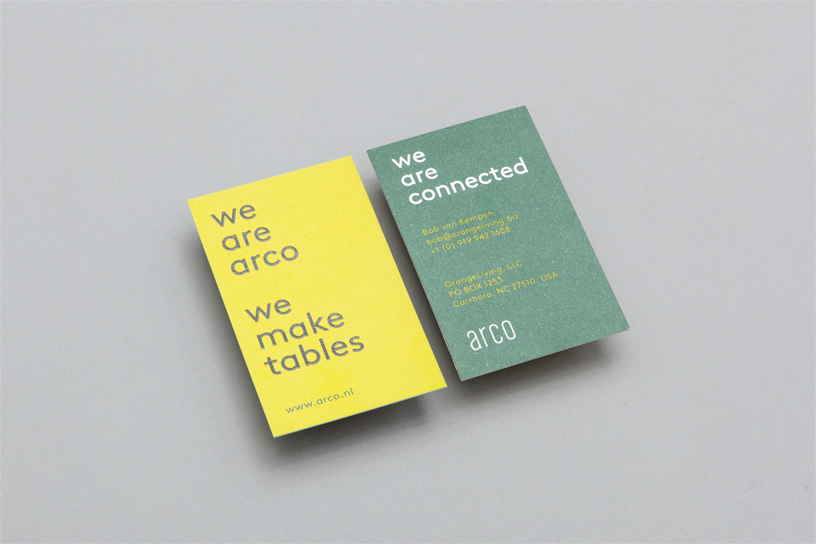 we
are
arco
we
make
tables
www.arco.nl
we
are
connected
Bob van Kempen,
bob@orangeliving.biz
+1 (0) 919 942 1608
OrangeLiving, LLC
PO BOX 1253
Carrboro, NC 27510 USA
arco